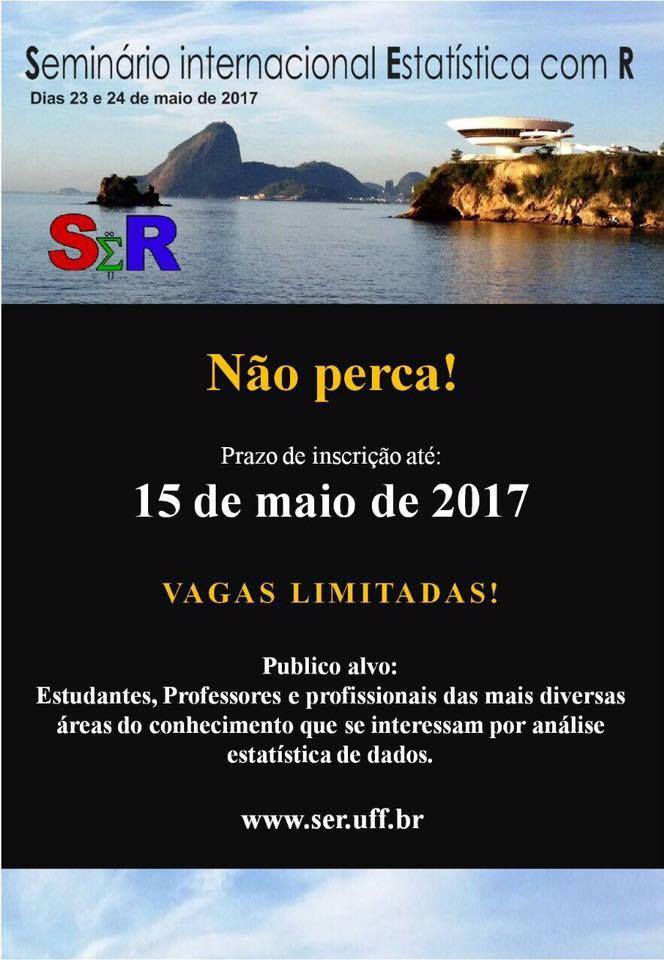 Seminário internacional Estatística com R
Dias 23 e 24 de maio de 2017
SΣR
Não perca!
Prazo de inscrição até:
15 de maio de 2017
VAGAS LIMITADAS!
Publico alvo:
Estudantes, Professores e profissionais das mais diversas
áreas do conhecimento que se interessam por análise
estatística de dados.
www.ser.uff.br